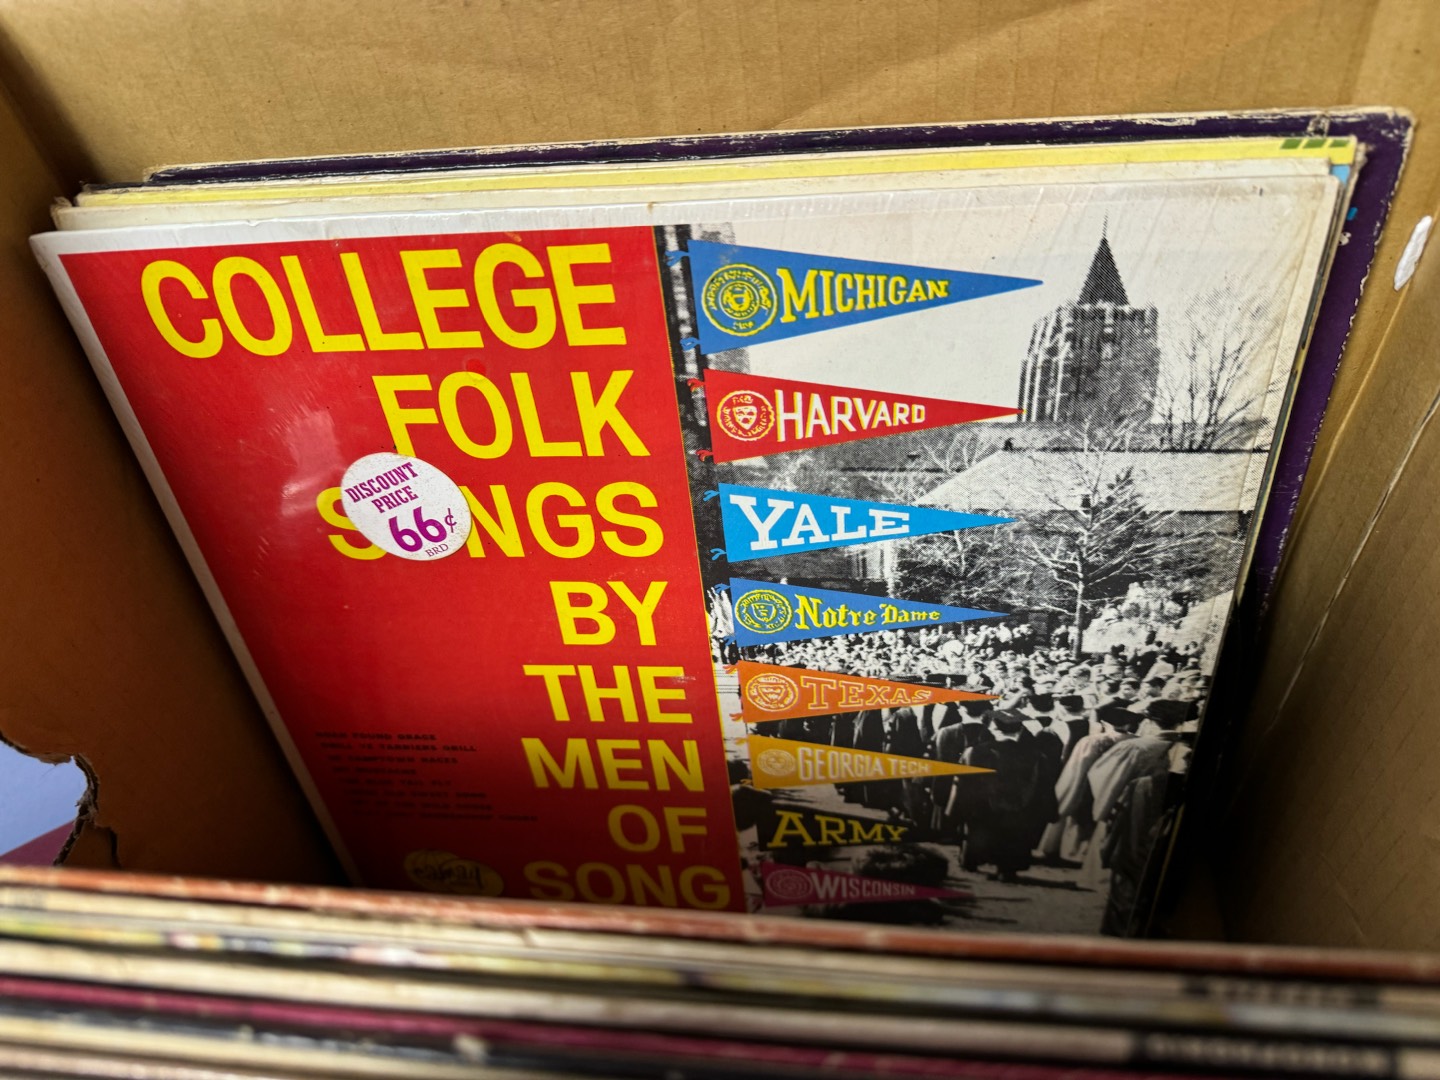 COLLEGE
FOLK
SONGS
BY
THE
MEN
OF
SONG
DISCOUNT
PRICE
66¢
BRD
MICHIGAN
HARVARD
YALE
Notre Dame
TEXAS
GEORGIA TECH
ARMY
WISCONSIN